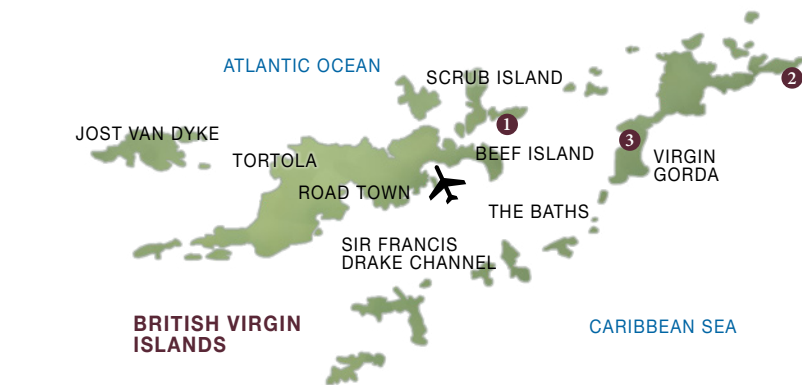 ATLANTIC OCEAN
SCRUB ISLAND
2
1
JOST VAN DYKE
3
TORTOLA
BEEF ISLAND
VIRGIN
GORDA
ROAD TOWN
THE BATHS
SIR FRANCIS
DRAKE CHANNEL
BRITISH VIRGIN
ISLANDS
CARIBBEAN SEA